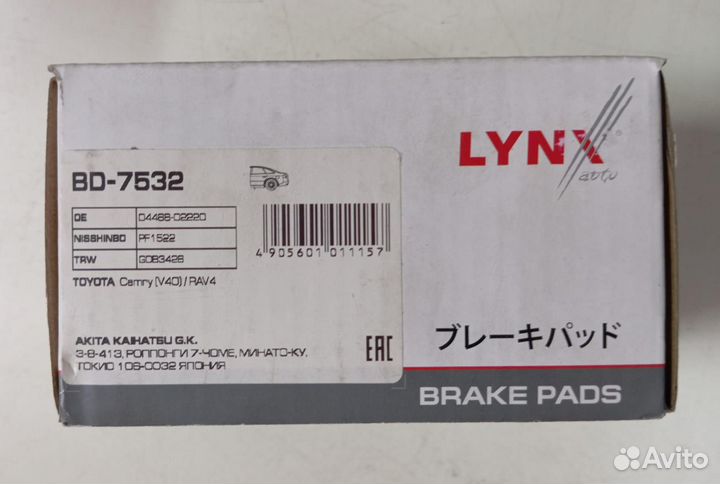 LYNX
auto
BD-7532
OE 04466-02220
NISSHINBO PF1522
TRW GDB3426
TOYOTA Camry (V40) / RAV4
4 905601 011157
AKITA KAIHATSU G.K.
3-8-413, РОППОНГИ 7-ЧОМЕ, МИНАТО-КУ,
ТОКИО 106-0032 ЯПОНИЯ
EAC
ブレーキパッド
BRAKE PADS
Avito